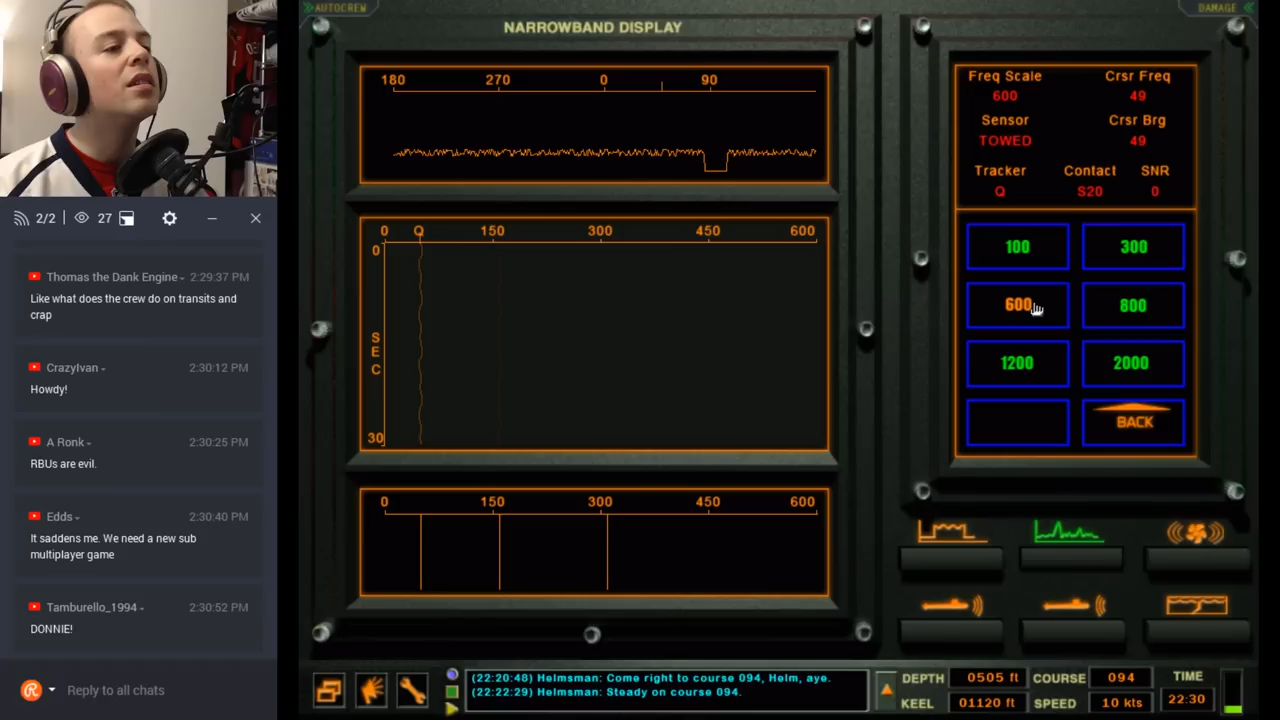 AUTOCREW
DAMAGE
NARROWBAND DISPLAY
180 270 0 90
0 Q 150 300 450 600
0
SEC
30
0 150 300 450 600
Freq Scale Crsr Freq
600 49
Sensor Crsr Brg
TOWED 49
Tracker Contact SNR
Q S20 0
100 300
600 800
1200 2000
BACK
2/2 27
Thomas the Dank Engine 2:29:37 PM
Like what does the crew do on transits and
crap
CrazyIvan 2:30:12 PM
Howdy!
A Ronk 2:30:25 PM
RBUs are evil.
Edds 2:30:40 PM
It saddens me. We need a new sub
multiplayer game
Tamburello_1994 2:30:52 PM
DONNIE!
Reply to all chats
(22:20:48) Helmsman: Come right to course 094, Helm, aye.
(22:22:29) Helmsman: Steady on course 094.
DEPTH 0505 ft COURSE 094 TIME
KEEL 01120 ft SPEED 10 kts 22:30